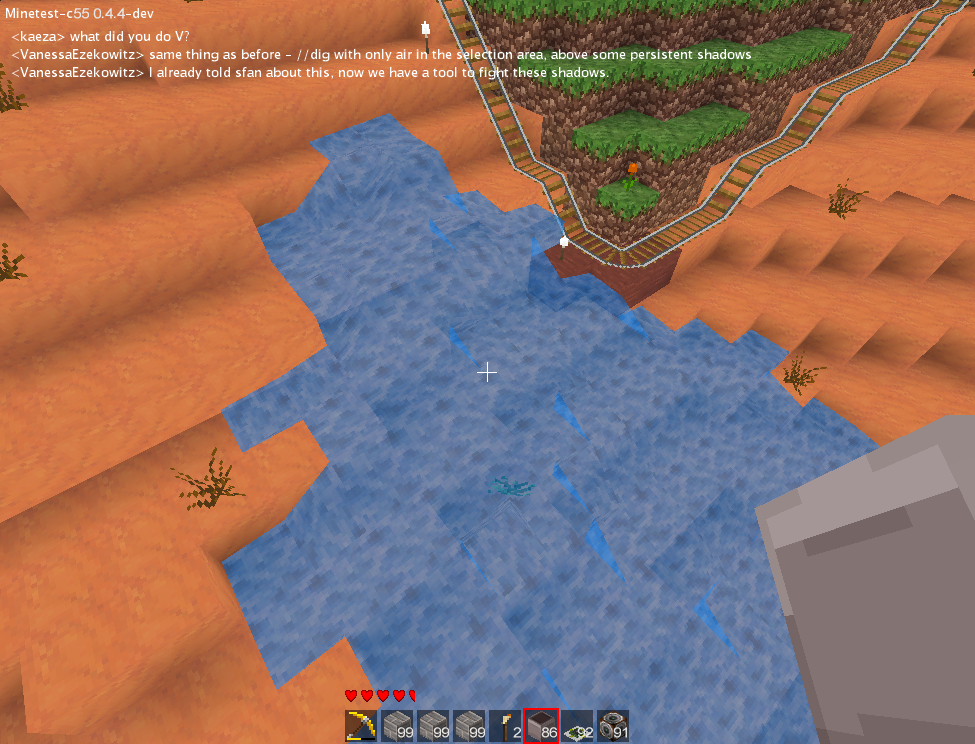 Minetest-c55 0.4.4-dev
<kaeza> what did you do V?
<VanessaEzekowitz> same thing as before - //dig with only air in the selection area, above some persistent shadows
<VanessaEzekowitz> I already told sfan about this, now we have a tool to fight these shadows.
99 99 99 2 86 92 91